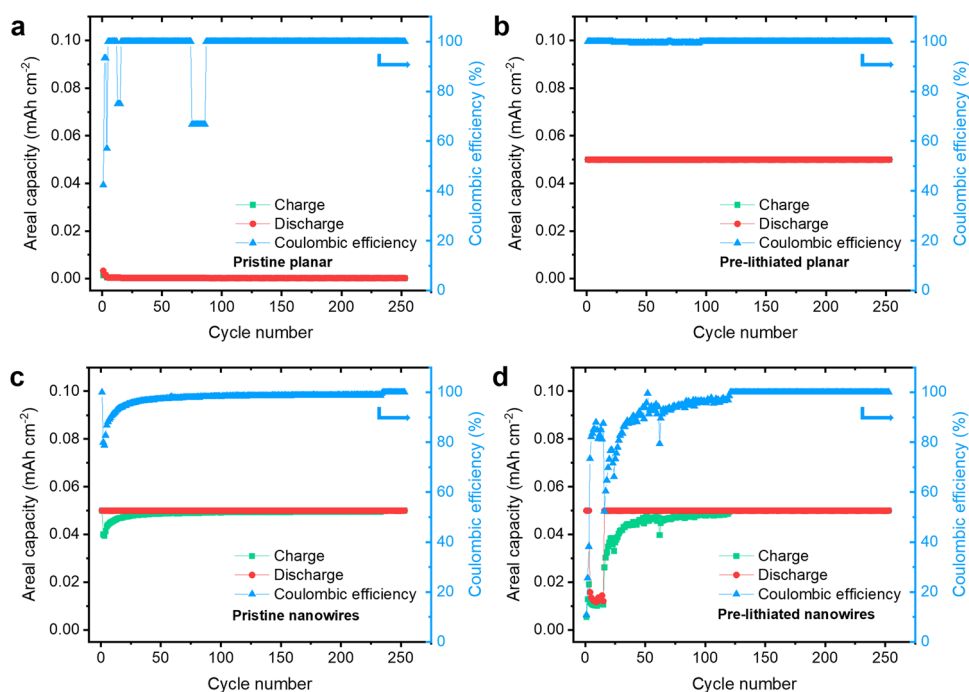 a
0.10
0.08
0.06
0.04
0.02
0.00
Areal capacity (mAh cm⁻²)
100
80
60
40
20
0
Coulombic efficiency (%)
Charge
Discharge
Coulombic efficiency
Pristine planar
0 50 100 150 200 250
Cycle number
b
0.10
0.08
0.06
0.04
0.02
0.00
Areal capacity (mAh cm⁻²)
100
80
60
40
20
0
Coulombic efficiency (%)
Charge
Discharge
Coulombic efficiency
Pre-lithiated planar
0 50 100 150 200 250
Cycle number
c
0.10
0.08
0.06
0.04
0.02
0.00
Areal capacity (mAh cm⁻²)
100
80
60
40
20
0
Coulombic efficiency (%)
Charge
Discharge
Coulombic efficiency
Pristine nanowires
0 50 100 150 200 250
Cycle number
d
0.10
0.08
0.06
0.04
0.02
0.00
Areal capacity (mAh cm⁻²)
100
80
60
40
20
0
Coulombic efficiency (%)
Charge
Discharge
Coulombic efficiency
Pre-lithiated nanowires
0 50 100 150 200 250
Cycle number